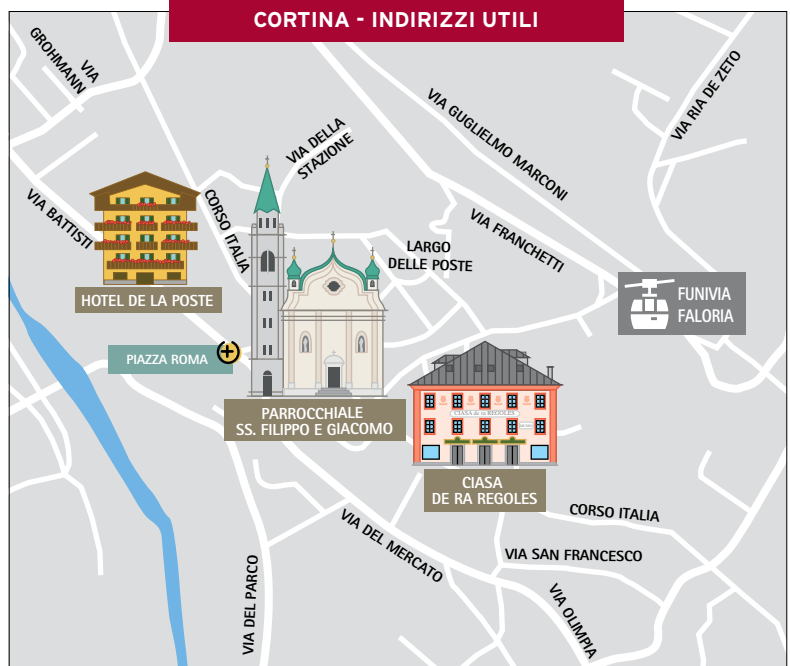 CORTINA - INDIRIZZI UTILI
VIA
GROHMANN
VIA RIA DE ZETO
VIA GUGLIELMO MARCONI
VIA DELLA
STAZIONE
VIA BATTISTI
CORSO ITALIA
VIA FRANCHETTI
LARGO
DELLE POSTE
HOTEL DE LA POSTE
FUNIVIA
FALORIA
PIAZZA ROMA
CIASA de ra REGOLES
PARROCCHIALE
SS. FILIPPO E GIACOMO
CIASA
DE RA REGOLES
CORSO ITALIA
VIA DEL MERCATO
VIA SAN FRANCESCO
VIA DEL PARCO
VIA OLIMPIA